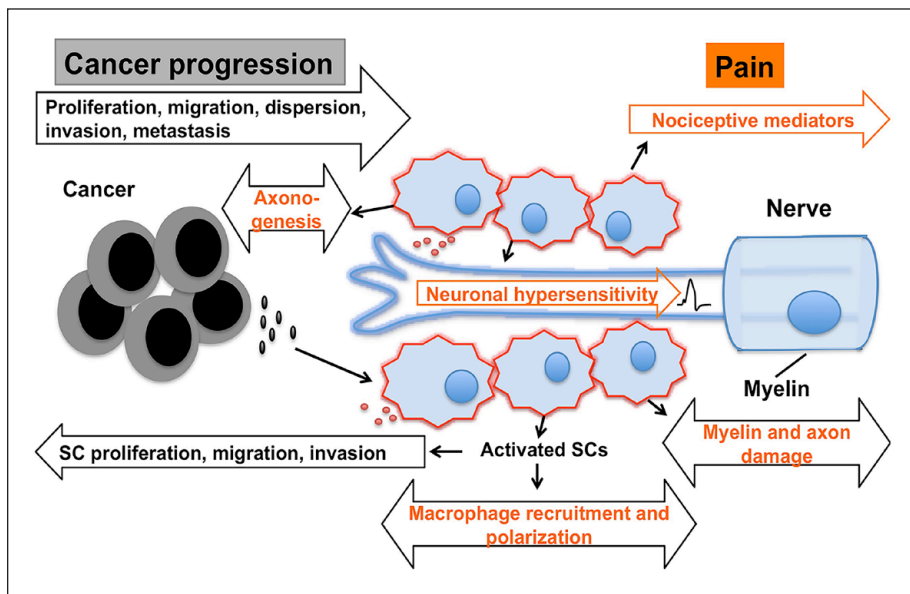 Cancer progression
Pain
Proliferation, migration, dispersion,
invasion, metastasis
Nociceptive mediators
Cancer
Axono-
genesis
Nerve
Neuronal hypersensitivity
Myelin
SC proliferation, migration, invasion
Activated SCs
Myelin and axon
damage
Macrophage recruitment and
polarization